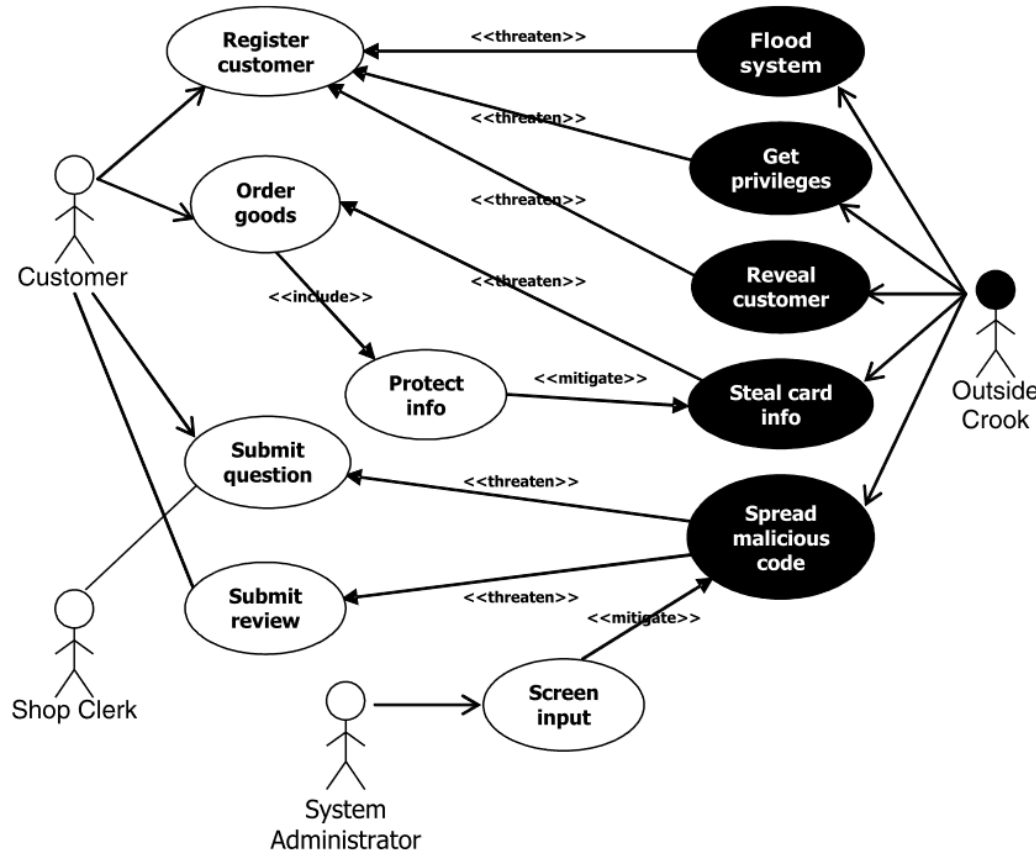 Register
customer
<<threaten>>
Flood
system
<<threaten>>
Get
privileges
Order
goods
<<threaten>>
Customer
<<include>>
<<threaten>>
Reveal
customer
Protect
info
<<mitigate>>
Steal card
info
Outside
Crook
Submit
question
<<threaten>>
Spread
malicious
code
Submit
review
<<threaten>>
<<mitigate>>
Shop Clerk
Screen
input
System
Administrator